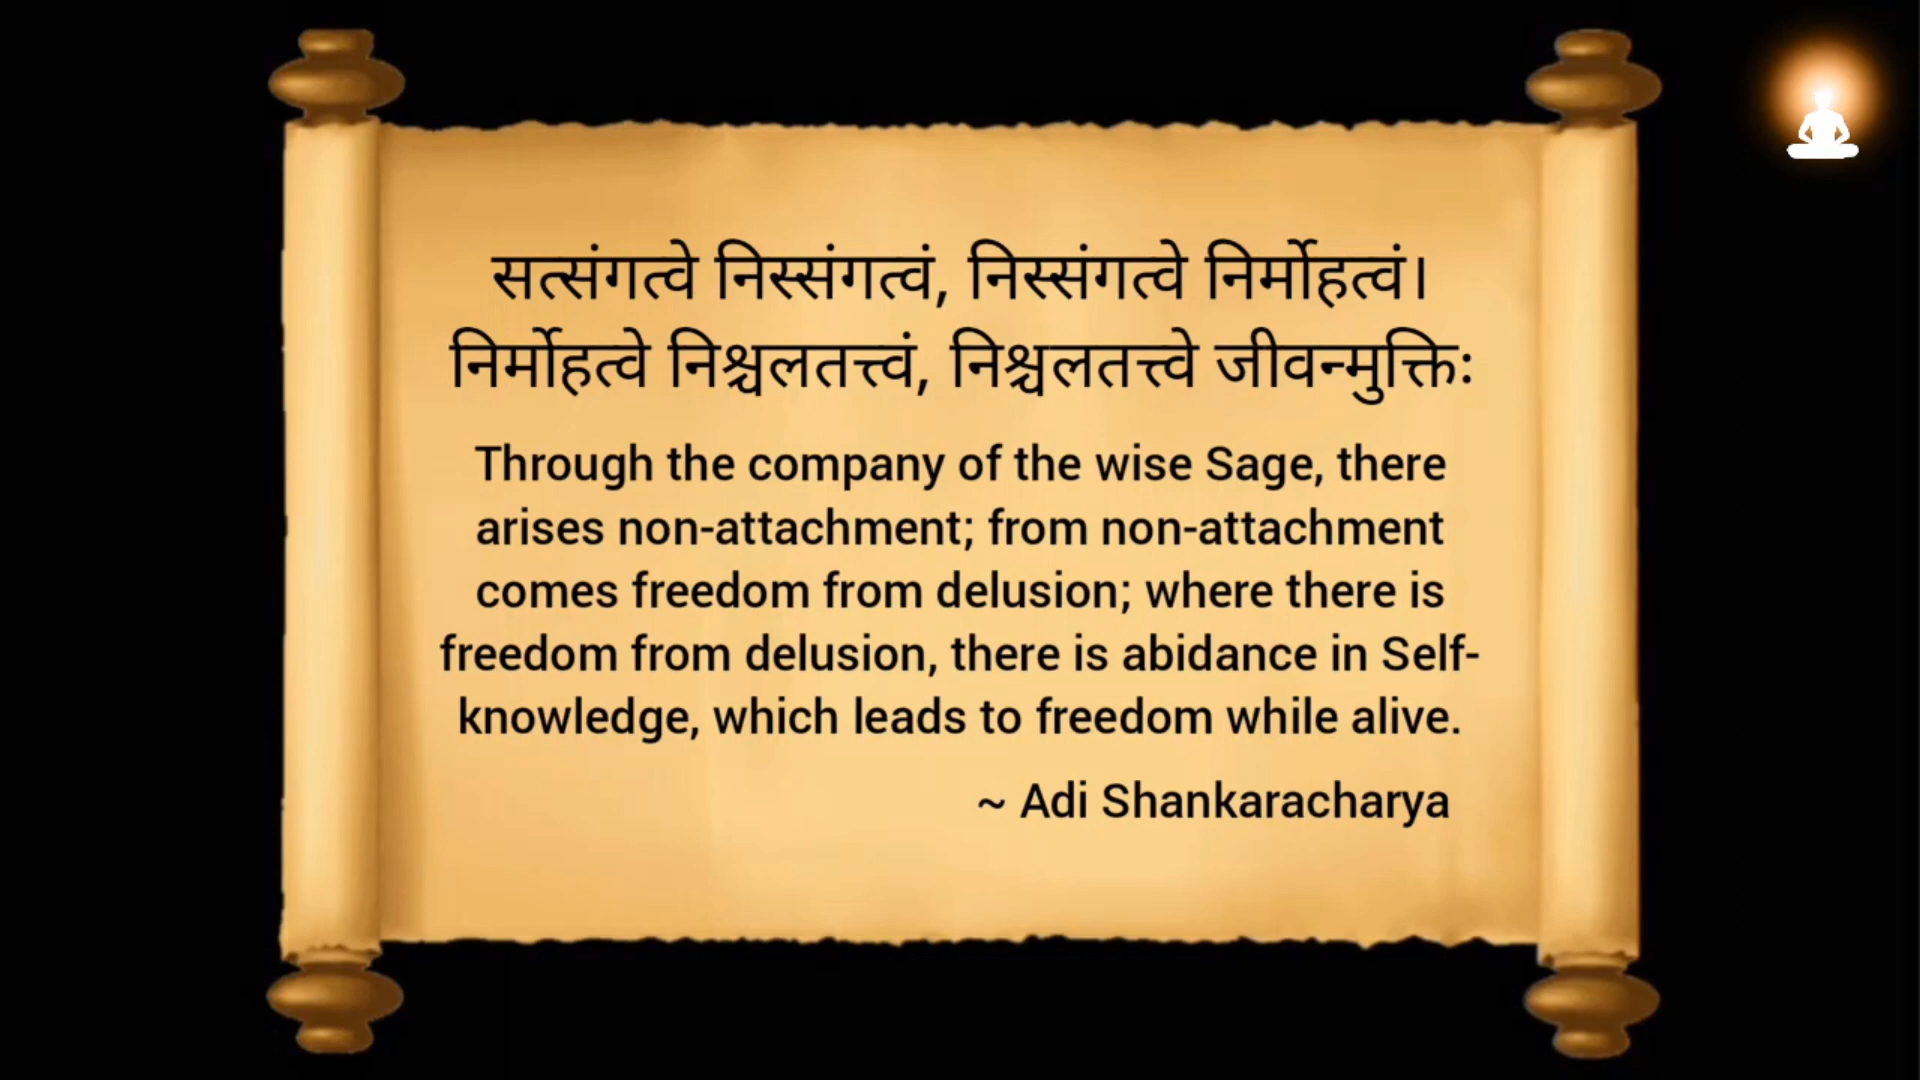 सत्संगत्वे निस्संगत्वं, निस्संगत्वे निर्मोहत्वं।
निर्मोहत्वे निश्चलतत्त्वं, निश्चलतत्त्वे जीवन्मुक्तिः
Through the company of the wise Sage, there
arises non-attachment; from non-attachment
comes freedom from delusion; where there is
freedom from delusion, there is abidance in Self-
knowledge, which leads to freedom while alive.
~ Adi Shankaracharya